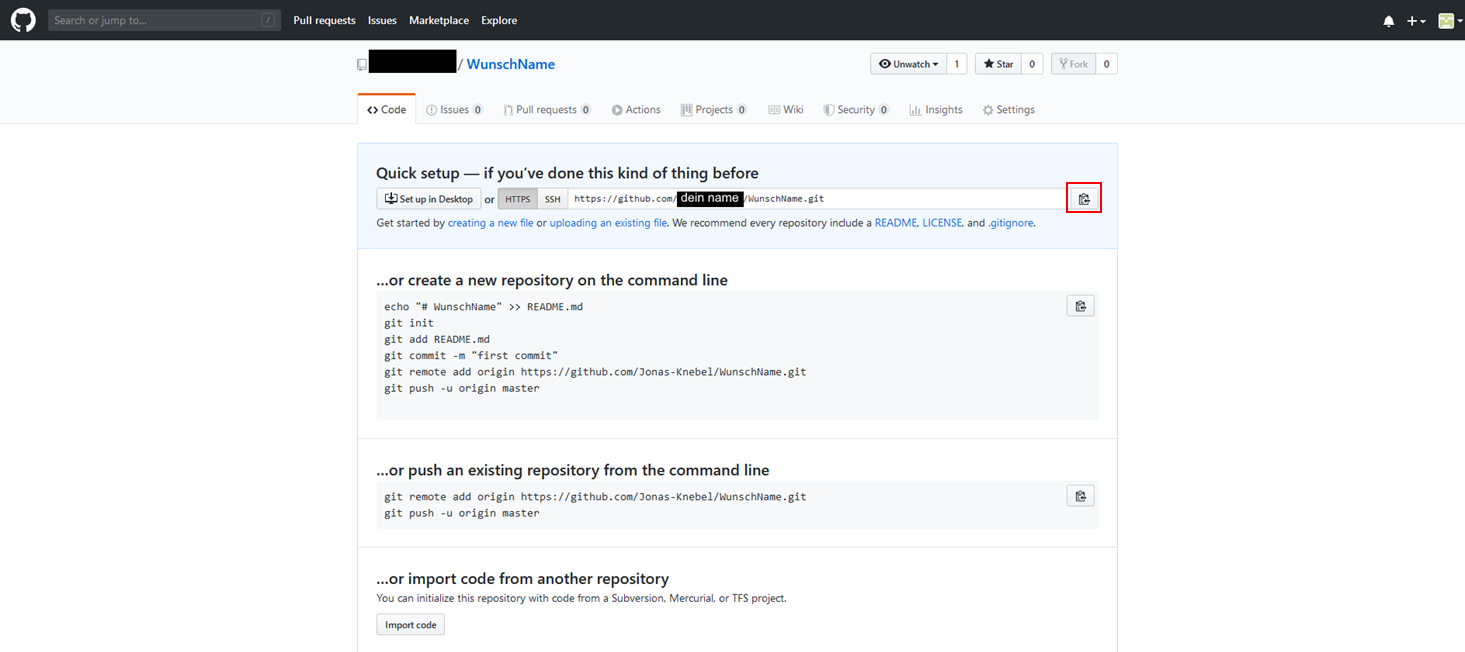 Search or jump to... / Pull requests Issues Marketplace Explore
/ WunschName Unwatch 1 Star 0 Fork 0
Code Issues 0 Pull requests 0 Actions Projects 0 Wiki Security 0 Insights Settings
Quick setup — if you've done this kind of thing before
Set up in Desktop or HTTPS SSH https://github.com/ dein name /WunschName.git
Get started by creating a new file or uploading an existing file. We recommend every repository include a README, LICENSE, and .gitignore.
...or create a new repository on the command line
echo "# WunschName" >> README.md
git init
git add README.md
git commit -m "first commit"
git remote add origin https://github.com/Jonas-Knebel/WunschName.git
git push -u origin master
...or push an existing repository from the command line
git remote add origin https://github.com/Jonas-Knebel/WunschName.git
git push -u origin master
...or import code from another repository
You can initialize this repository with code from a Subversion, Mercurial, or TFS project.
Import code